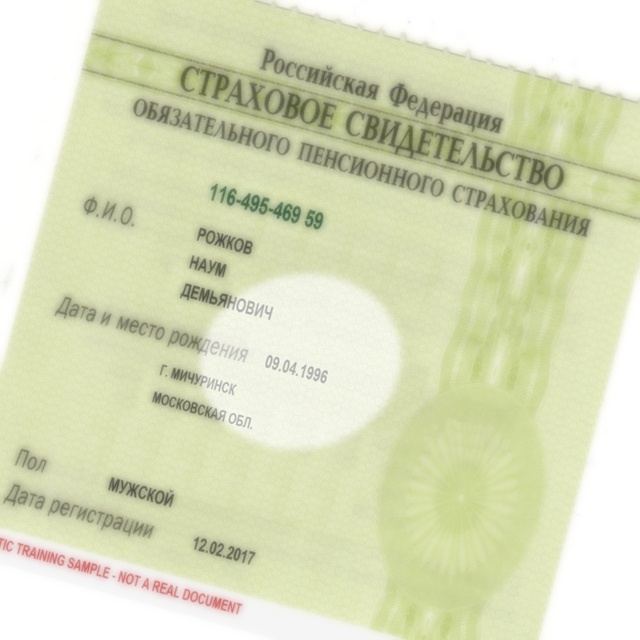 Российская Федерация
СТРАХОВОЕ СВИДЕТЕЛЬСТВО
ОБЯЗАТЕЛЬНОГО ПЕНСИОННОГО СТРАХОВАНИЯ
116-495-469 59
Ф.И.О. РОЖКОВ
НАУМ
ДЕМЬЯНОВИЧ
Дата и место рождения 09.04.1996
Г. МИЧУРИНСК
МОСКОВСКАЯ ОБЛ.
Пол МУЖСКОЙ
Дата регистрации 12.02.2017
TRAINING SAMPLE - NOT A REAL DOCUMENT